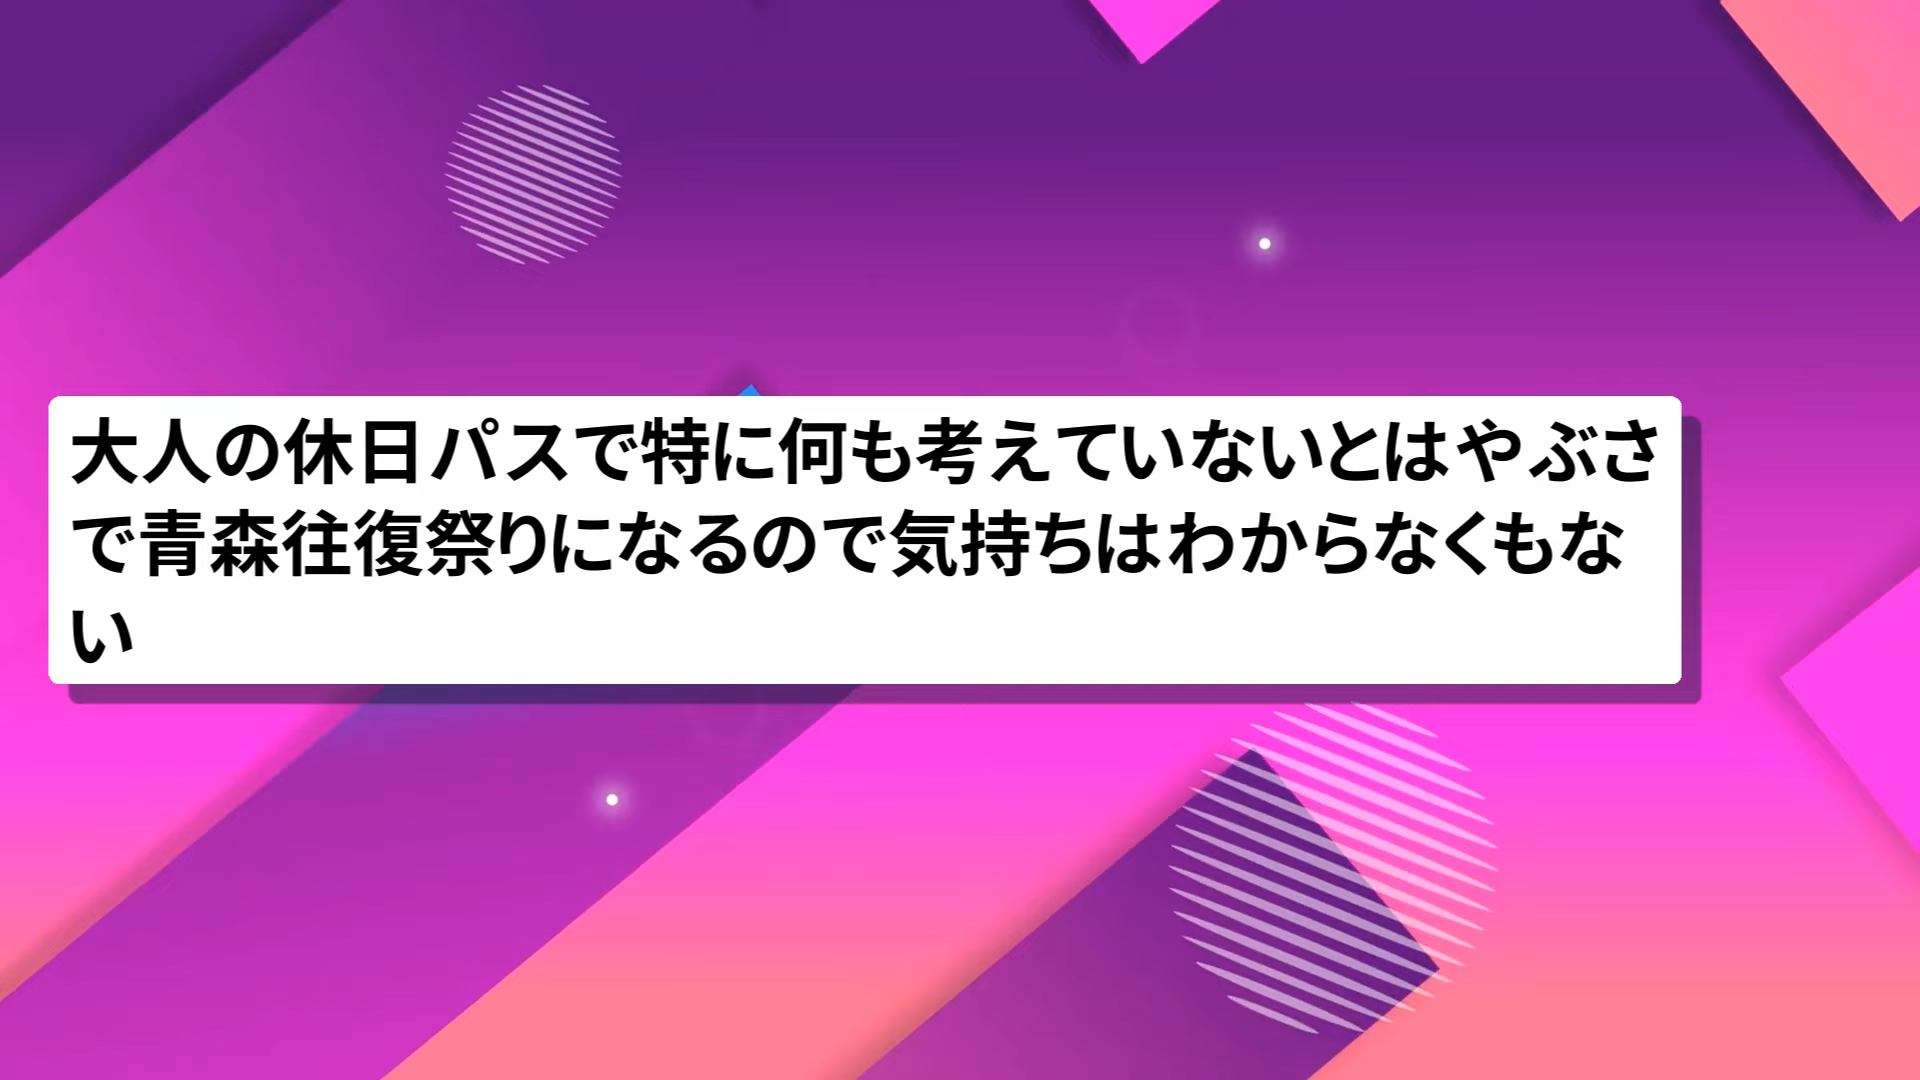 大人の休日パスで特に何も考えていないとはやぶさ
で青森往復祭りになるので気持ちはわからなくもな
い